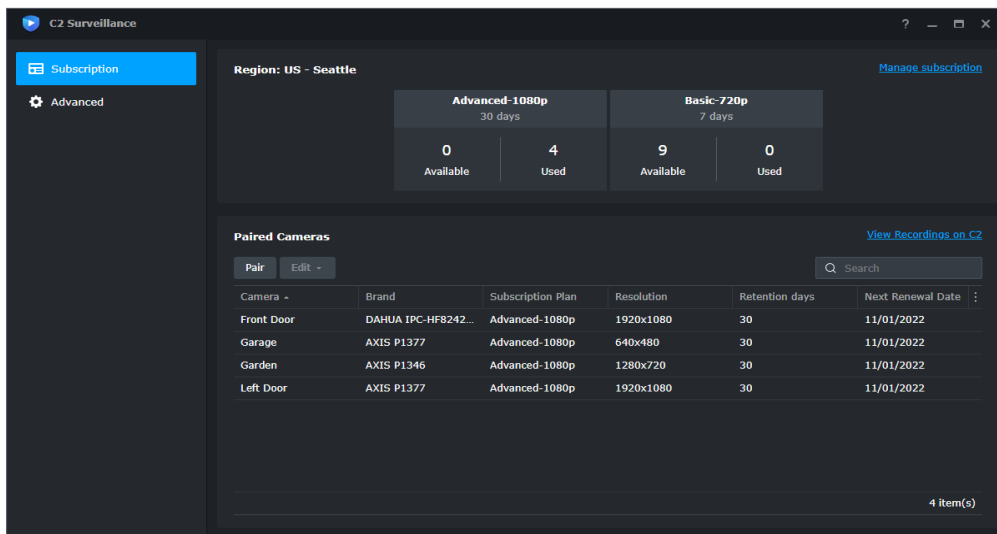 C2 Surveillance
Subscription
Advanced
Region: US - Seattle Manage subscription
Advanced-1080p Basic-720p
30 days 7 days
0 4 9 0
Available Used Available Used
Paired Cameras View Recordings on C2
Pair Edit Search
Camera Brand Subscription Plan Resolution Retention days Next Renewal Date
Front Door DAHUA IPC-HF8242... Advanced-1080p 1920x1080 30 11/01/2022
Garage AXIS P1377 Advanced-1080p 640x480 30 11/01/2022
Garden AXIS P1346 Advanced-1080p 1280x720 30 11/01/2022
Left Door AXIS P1377 Advanced-1080p 1920x1080 30 11/01/2022
4 item(s)